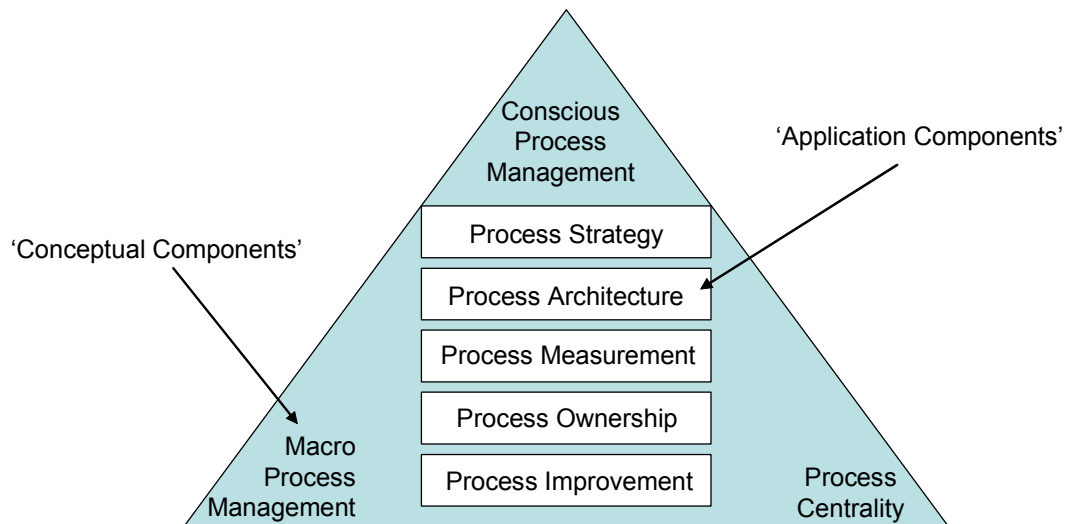 Conscious
Process
Management
‘Application Components’
Process Strategy
‘Conceptual Components’
Process Architecture
Process Measurement
Process Ownership
Macro
Process
Management
Process Improvement
Process
Centrality